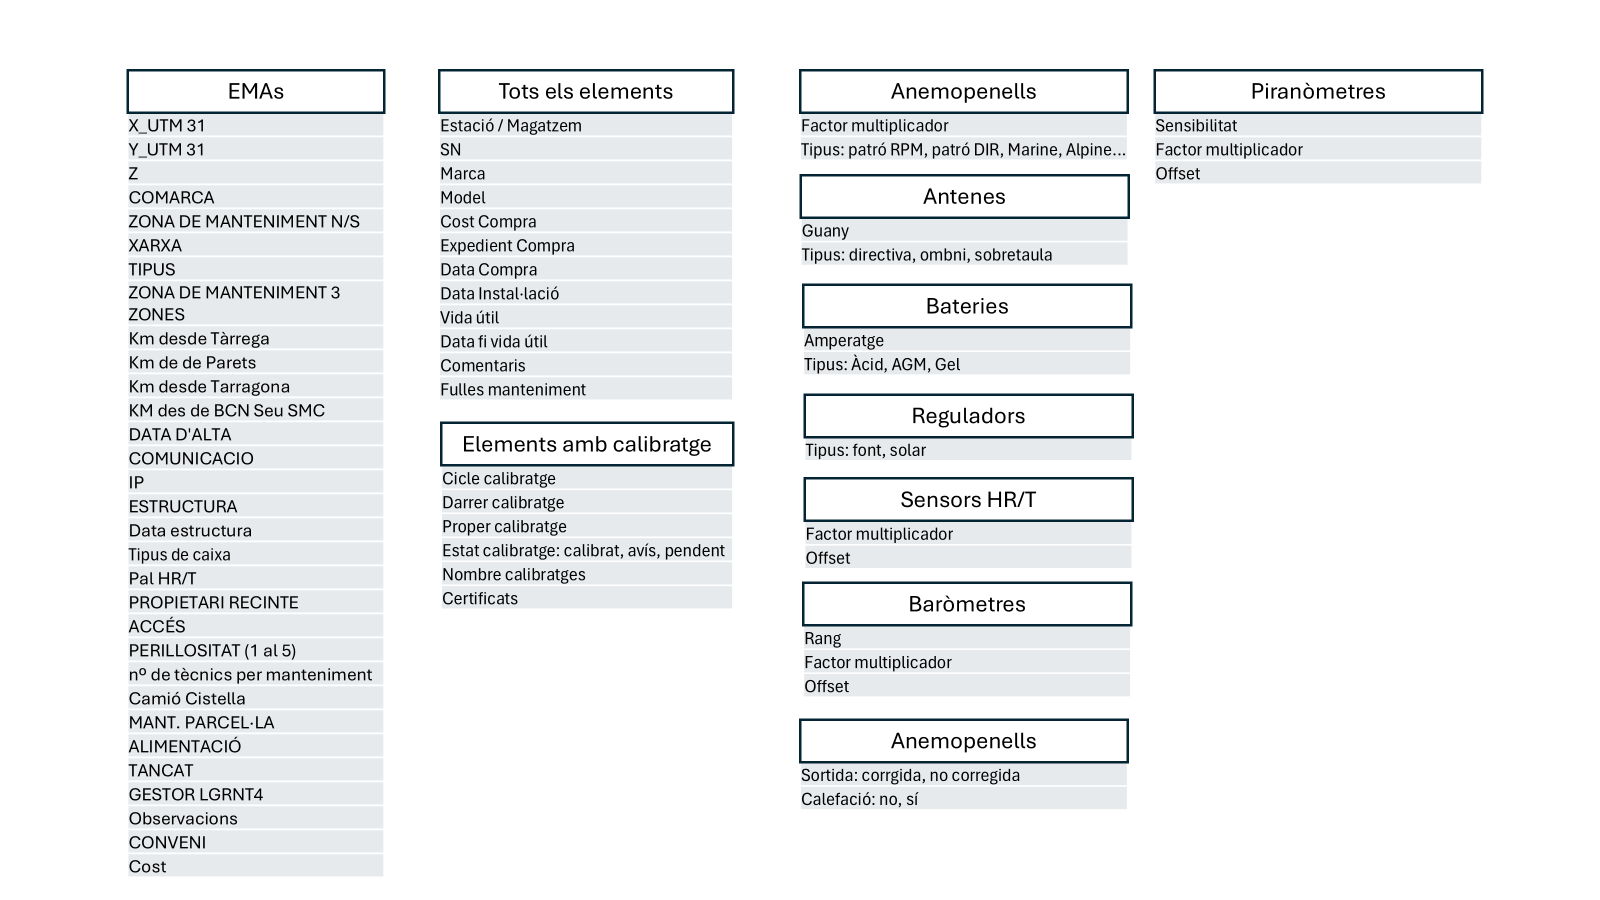 EMAs
X_UTM 31
Y_UTM 31
Z
COMARCA
ZONA DE MANTENIMENT N/S
XARXA
TIPUS
ZONA DE MANTENIMENT 3
ZONES
Km desde Tàrrega
Km de de Parets
Km desde Tarragona
KM des de BCN Seu SMC
DATA D'ALTA
COMUNICACIO
IP
ESTRUCTURA
Data estructura
Tipus de caixa
Pal HR/T
PROPIETARI RECINTE
ACCÉS
PERILLOSITAT (1 al 5)
nº de tècnics per manteniment
Camió Cistella
MANT. PARCEL·LA
ALIMENTACIÓ
TANCAT
GESTOR LGRNT4
Observacions
CONVENI
Cost
Tots els elements
Estació / Magatzem
SN
Marca
Model
Cost Compra
Expedient Compra
Data Compra
Data Instal·lació
Vida útil
Data fi vida útil
Comentaris
Fulles manteniment
Elements amb calibratge
Cicle calibratge
Darrer calibratge
Proper calibratge
Estat calibratge: calibrat, avís, pendent
Nombre calibratges
Certificats
Anemopenells
Factor multiplicador
Tipus: patró RPM, patró DIR, Marine, Alpine...
Antenes
Guany
Tipus: directiva, ombni, sobretaula
Bateries
Amperatge
Tipus: Àcid, AGM, Gel
Reguladors
Tipus: font, solar
Sensors HR/T
Factor multiplicador
Offset
Baròmetres
Rang
Factor multiplicador
Offset
Anemopenells
Sortida: corrgida, no corregida
Calefació: no, sí
Piranòmetres
Sensibilitat
Factor multiplicador
Offset